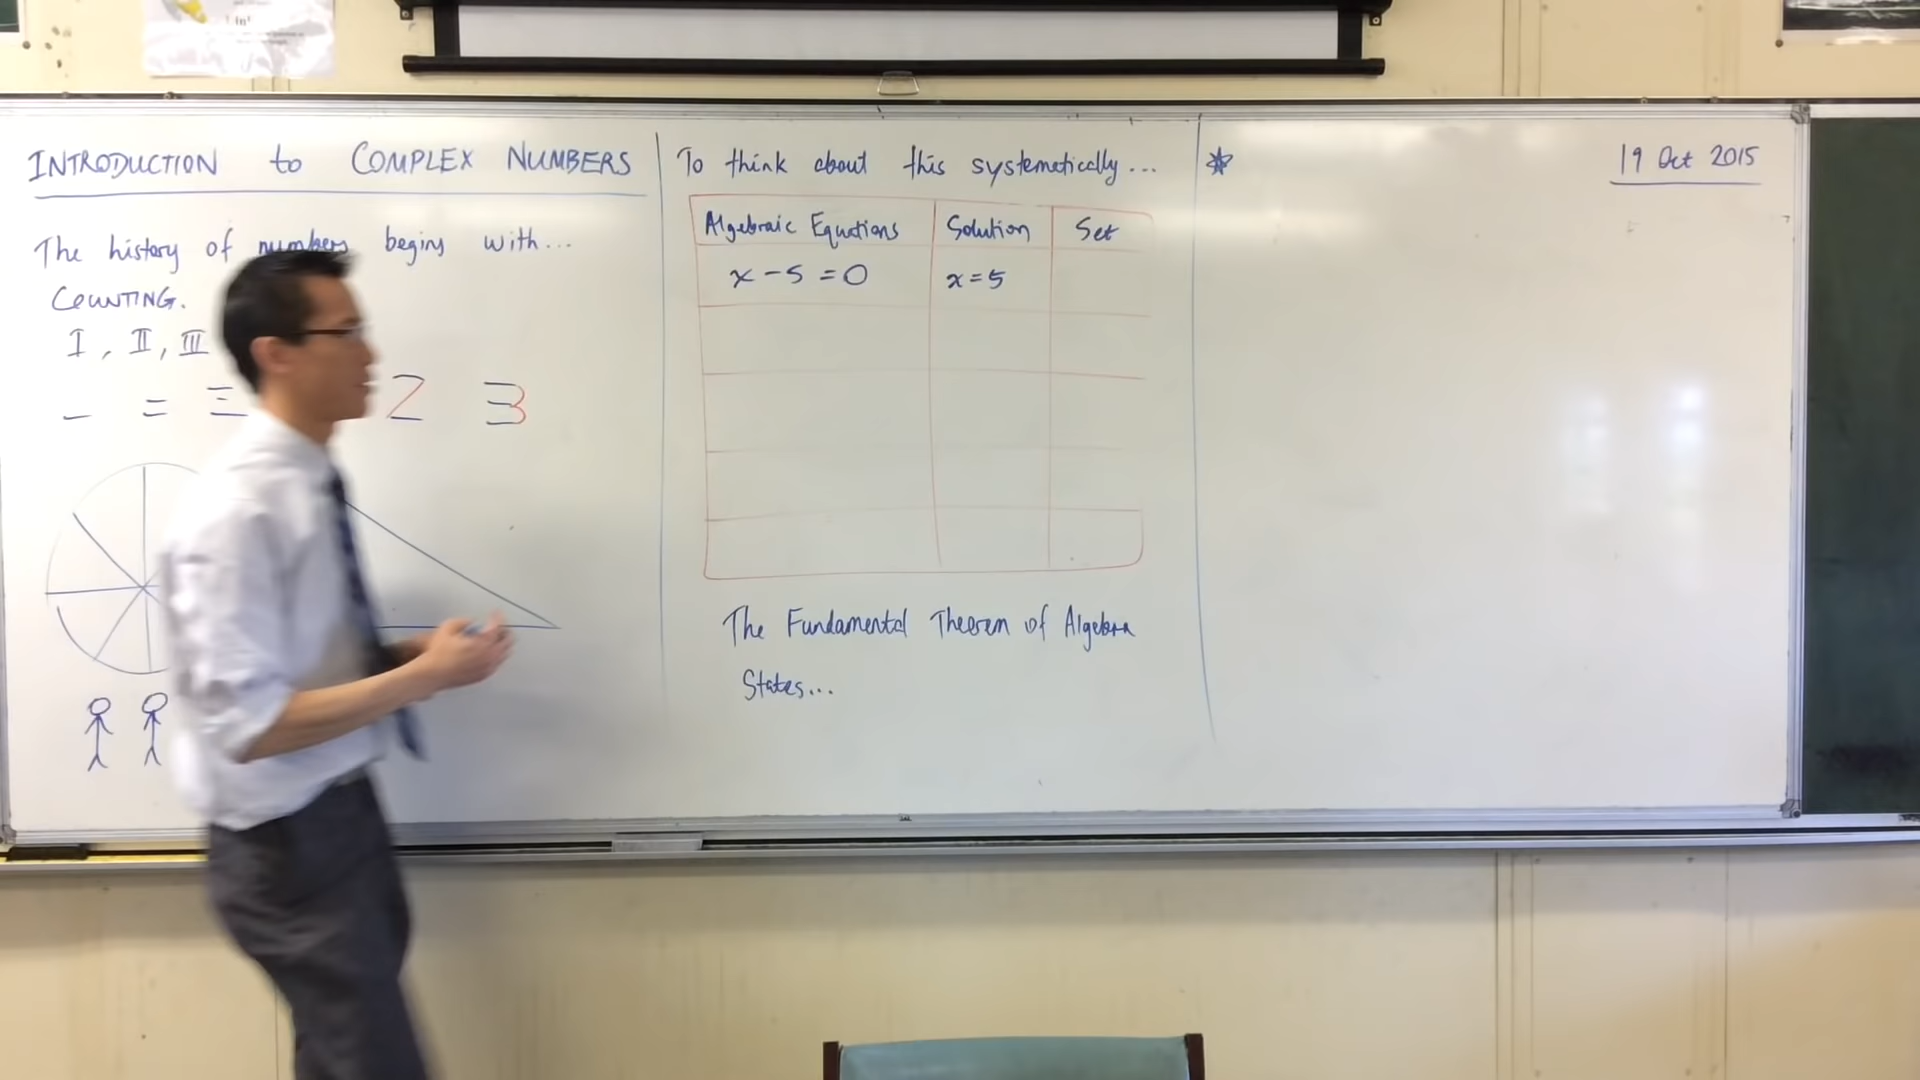 INTRODUCTION to COMPLEX NUMBERS
The history of numbers begins with...
COUNTING.
I, II, III
— = ≡ 2 3
To think about this systematically...
Algebraic Equations Solution Set
x - 5 = 0 x = 5
The Fundamental Theorem of Algebra
States...
19 Oct 2015